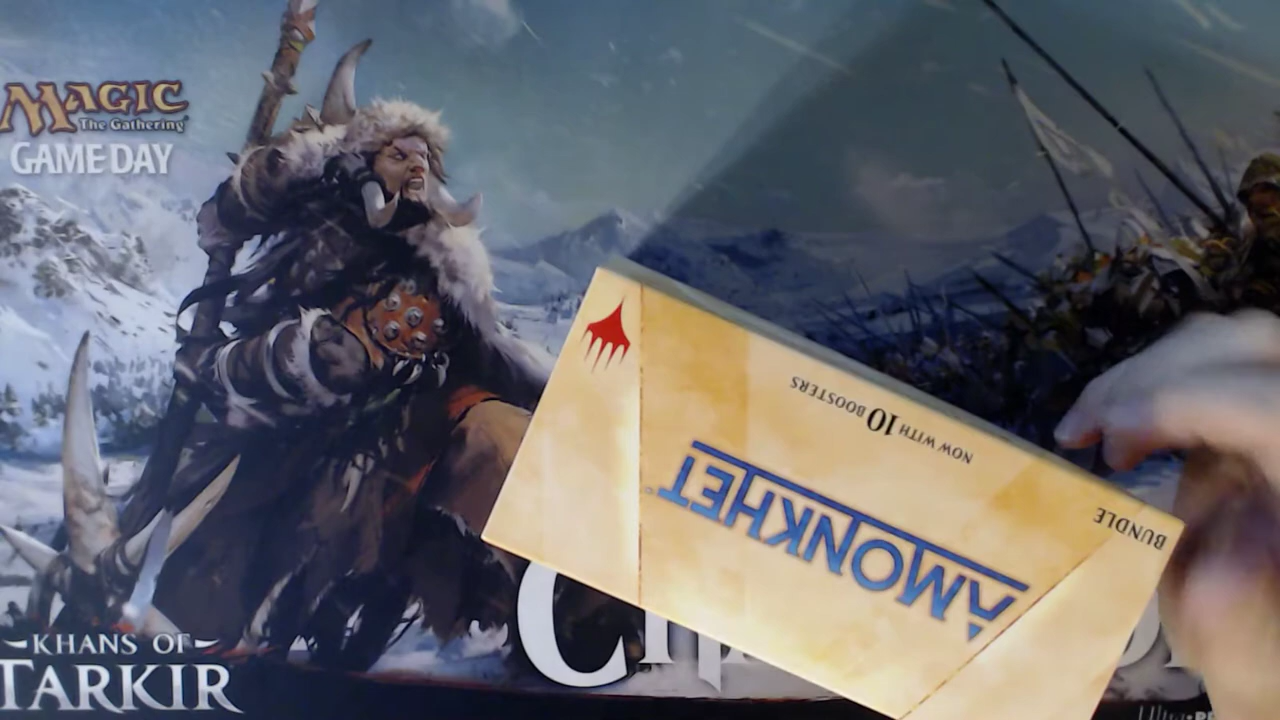 MAGIC
The Gathering
GAME DAY
NOW WITH 10 BOOSTERS
AMONKHET
BUNDLE
KHANS OF
TARKIR